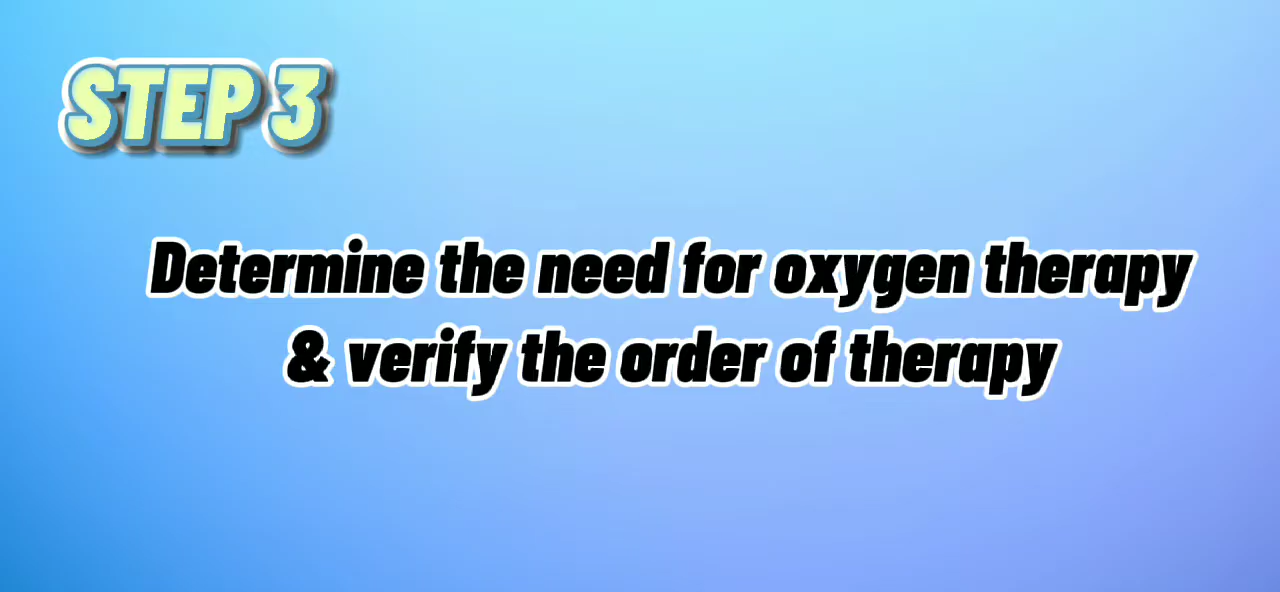 STEP 3
Determine the need for oxygen therapy
& verify the order of therapy